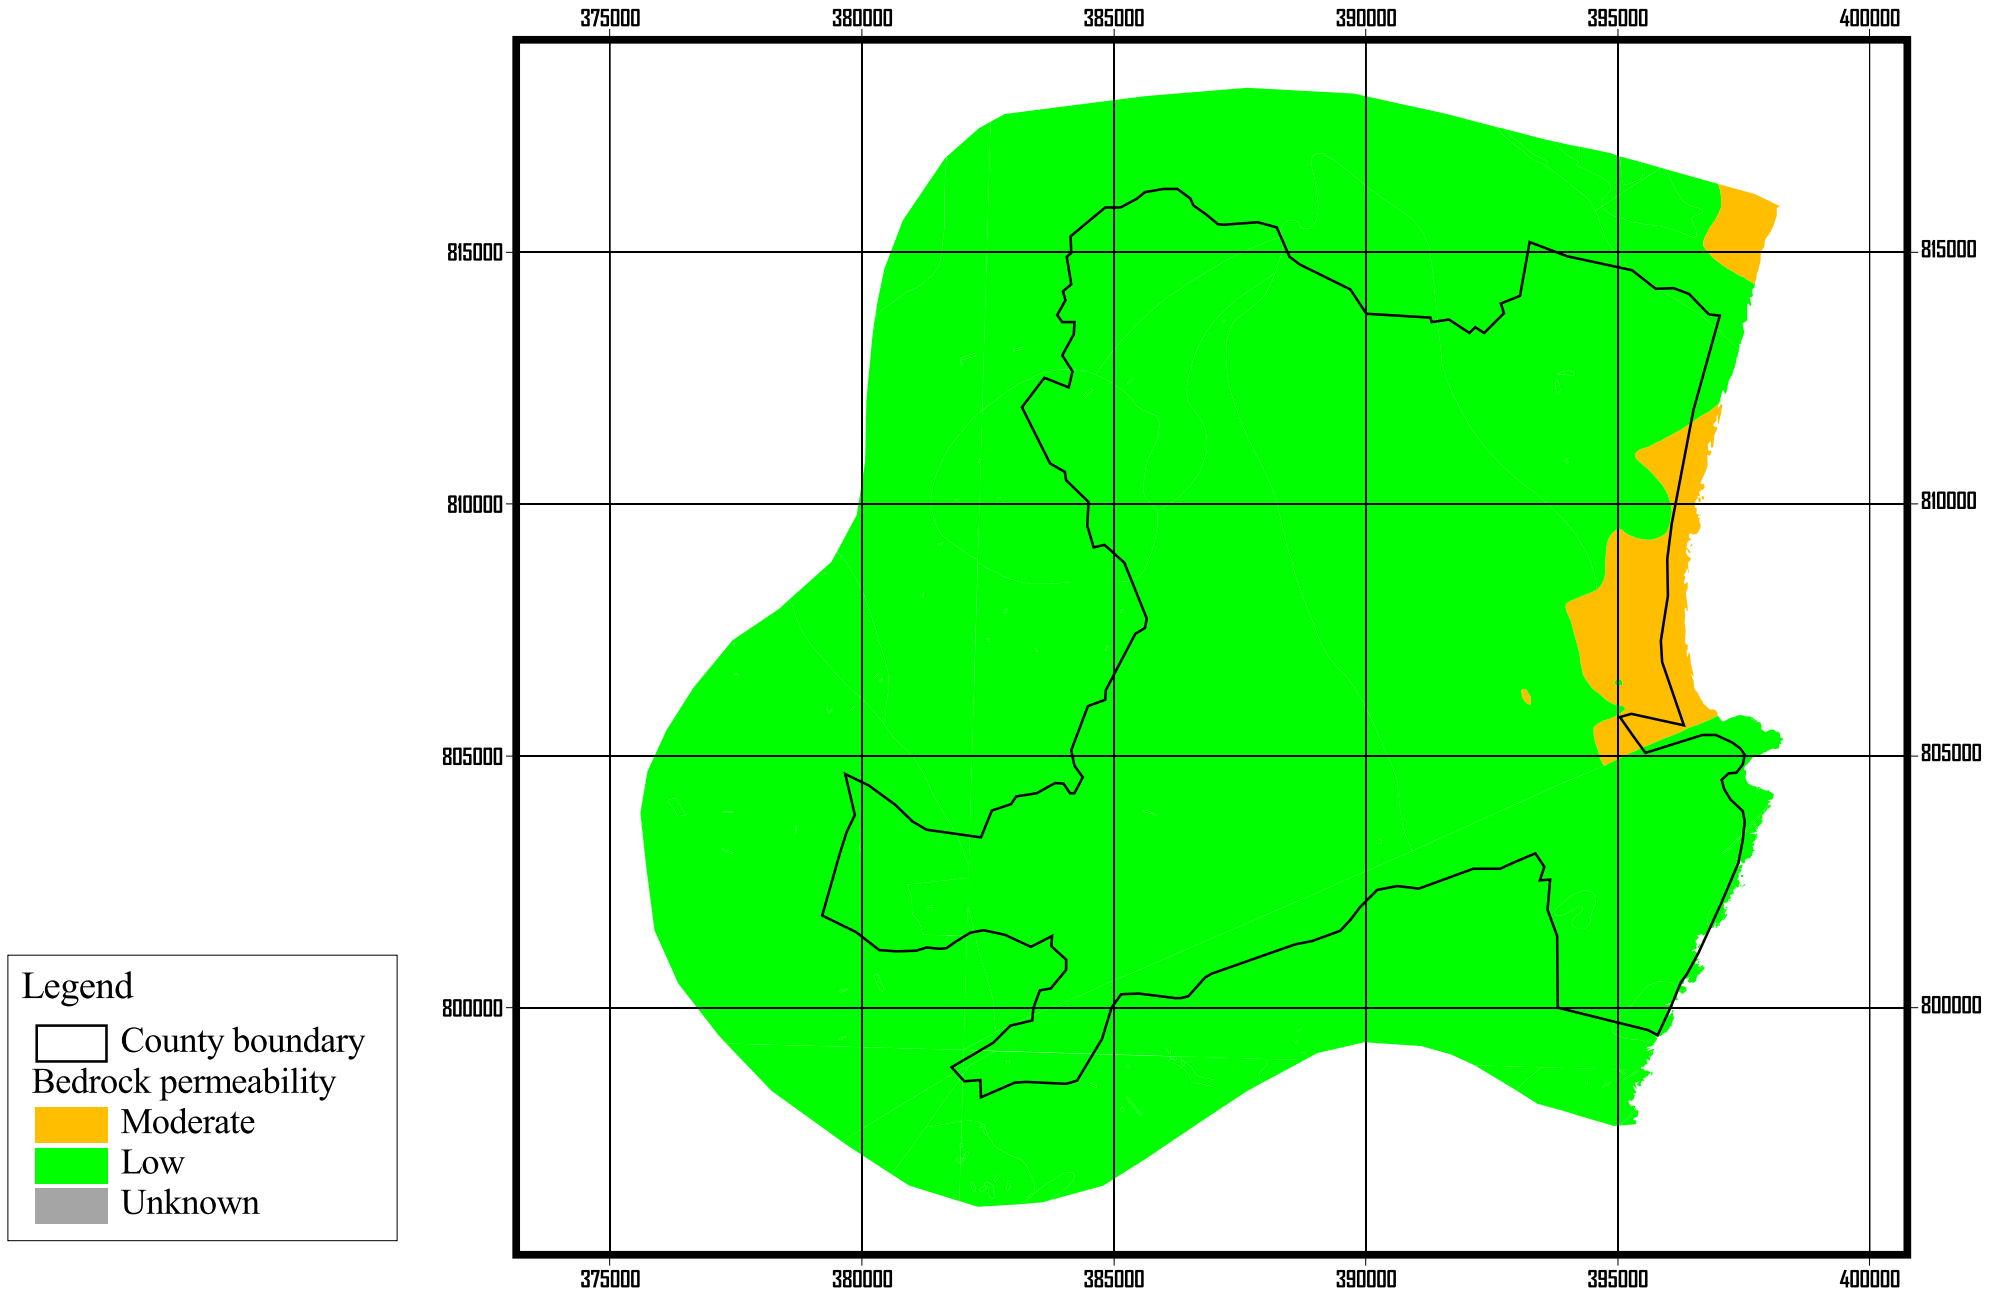 375000 380000 385000 390000 395000 400000
815000 815000
810000 810000
805000 805000
800000 800000
Legend
County boundary
Bedrock permeability
Moderate
Low
Unknown
375000 380000 385000 390000 395000 400000